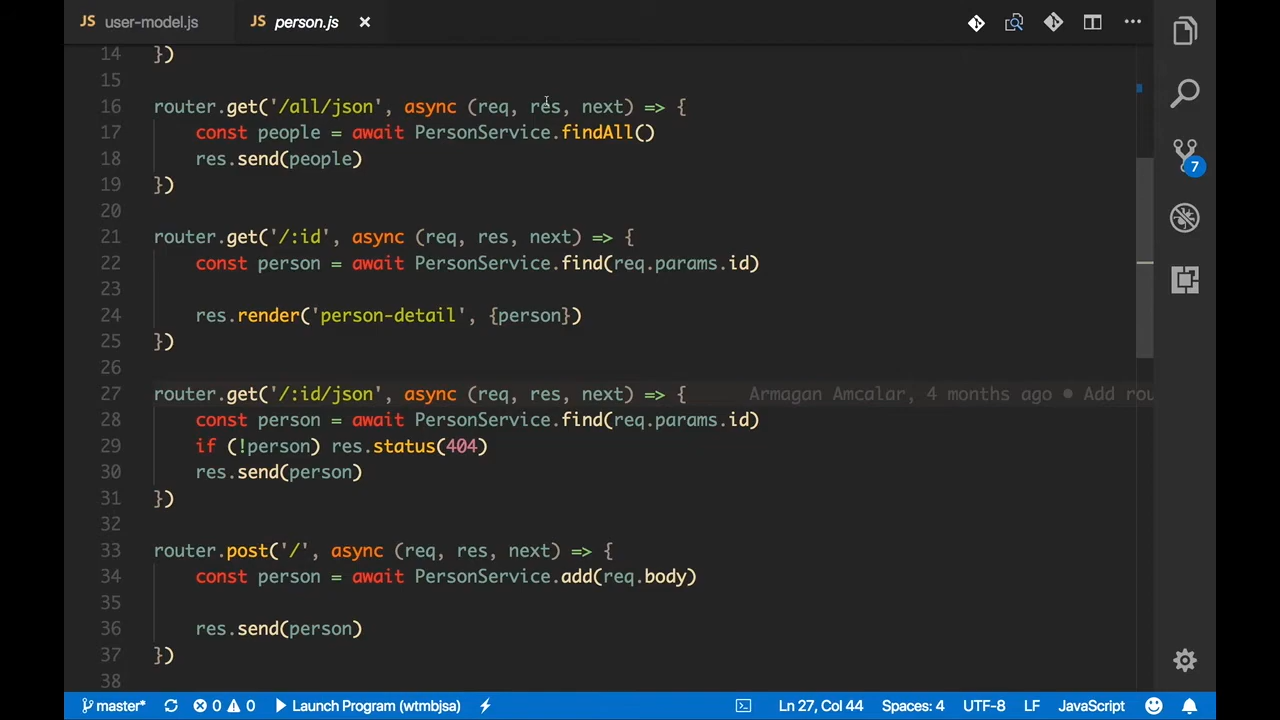 JS user-model.js JS person.js ×
14 })
15
16 router.get('/all/json', async (req, res, next) => {
17 const people = await PersonService.findAll()
18 res.send(people)
19 })
20
21 router.get('/:id', async (req, res, next) => {
22 const person = await PersonService.find(req.params.id)
23
24 res.render('person-detail', {person})
25 })
26
27 router.get('/:id/json', async (req, res, next) => { Armagan Amcalar, 4 months ago • Add rou
28 const person = await PersonService.find(req.params.id)
29 if (!person) res.status(404)
30 res.send(person)
31 })
32
33 router.post('/', async (req, res, next) => {
34 const person = await PersonService.add(req.body)
35
36 res.send(person)
37 })
38
7
master* 0 0 Launch Program (wtmbjsa) Ln 27, Col 44 Spaces: 4 UTF-8 LF JavaScript